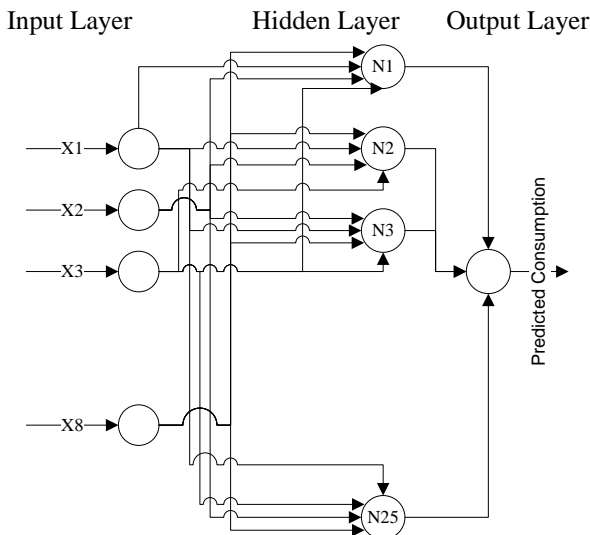 Input Layer
Hidden Layer
Output Layer
N1
X1
N2
X2
N3
X3
Predicted Consumption
X8
N25